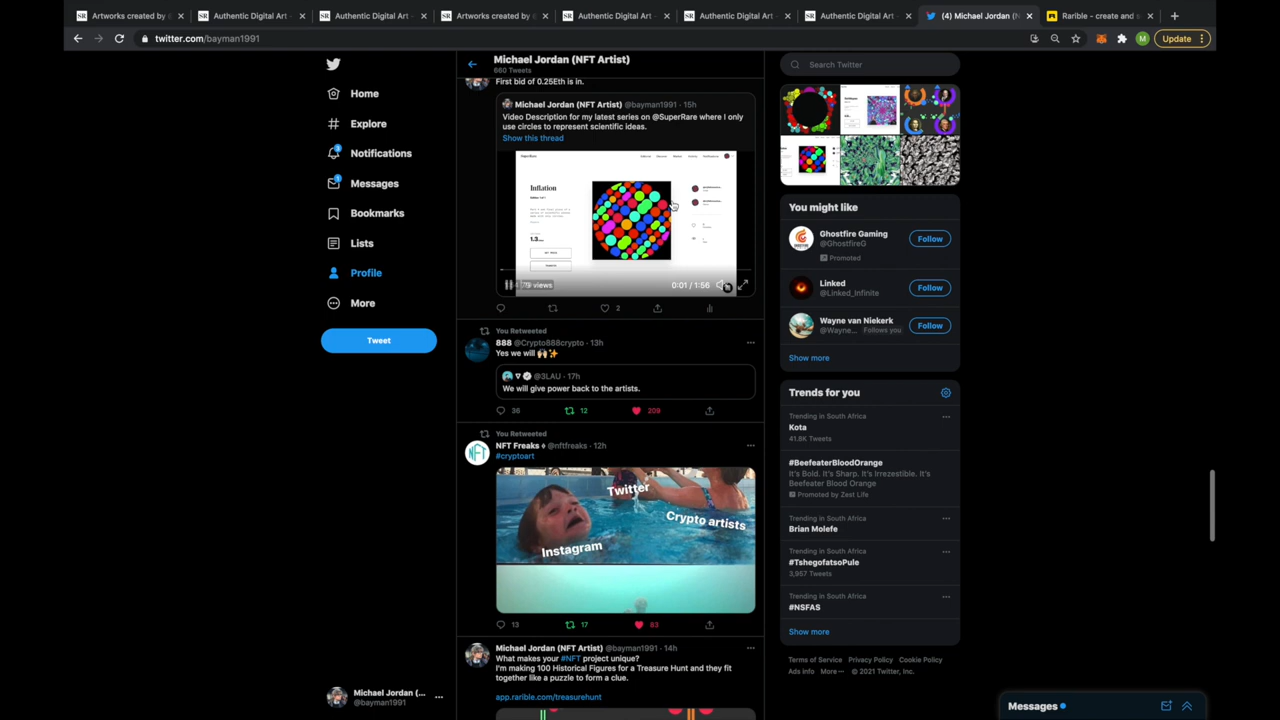 Artworks created by
Authentic Digital Art
Authentic Digital Art
Artworks created by
Authentic Digital Art
Authentic Digital Art
Authentic Digital Art
(4) Michael Jordan (N
Rarible - create and s
twitter.com/bayman1991
M
Update
Home
Explore
Notifications
Messages
Bookmarks
Lists
Profile
More
Tweet
Michael Jordan (...
@bayman1991
Michael Jordan (NFT Artist)
660 Tweets
First bid of 0.25Eth is in.
Michael Jordan (NFT Artist) @bayman1991 · 15h
Video Description for my latest series on @SuperRare where I only
use circles to represent scientific ideas.
Show this thread
SuperRare
Inflation
1.3
views
0:01 / 1:56
2
You Retweeted
888 @Crypto888crypto · 13h
Yes we will
@3LAU · 17h
We will give power back to the artists.
36 12 209
You Retweeted
NFT Freaks @nftfreaks · 12h
#cryptoart
NFT
Twitter
Crypto artists
Instagram
13 17 83
Michael Jordan (NFT Artist) @bayman1991 · 14h
What makes your #NFT project unique?
I'm making 100 Historical Figures for a Treasure Hunt and they fit
together like a puzzle to form a clue.
app.rarible.com/treasurehunt
Search Twitter
You might like
Ghostfire Gaming
@GhostfireG
Promoted
Follow
Linked
@Linked_Infinite
Follow
Wayne van Niekerk
@Wayne... Follows you
Follow
Show more
Trends for you
Trending in South Africa
Kota
41.8K Tweets
#BeefeaterBloodOrange
It's Bold. It's Sharp. It's Irrezestible. It's
Beefeater Blood Orange
Promoted by Zest Life
Trending in South Africa
Brian Molefe
Trending in South Africa
#TshegofatsoPule
3,957 Tweets
Trending in South Africa
#NSFAS
Show more
Terms of Service Privacy Policy Cookie Policy
Ads info More··· © 2021 Twitter, Inc.
Messages